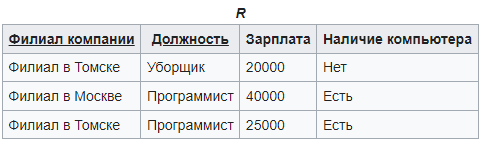 R
Филиал компании Должность Зарплата Наличие компьютера
Филиал в Томске Уборщик 20000 Нет
Филиал в Москве Программист 40000 Есть
Филиал в Томске Программист 25000 Есть